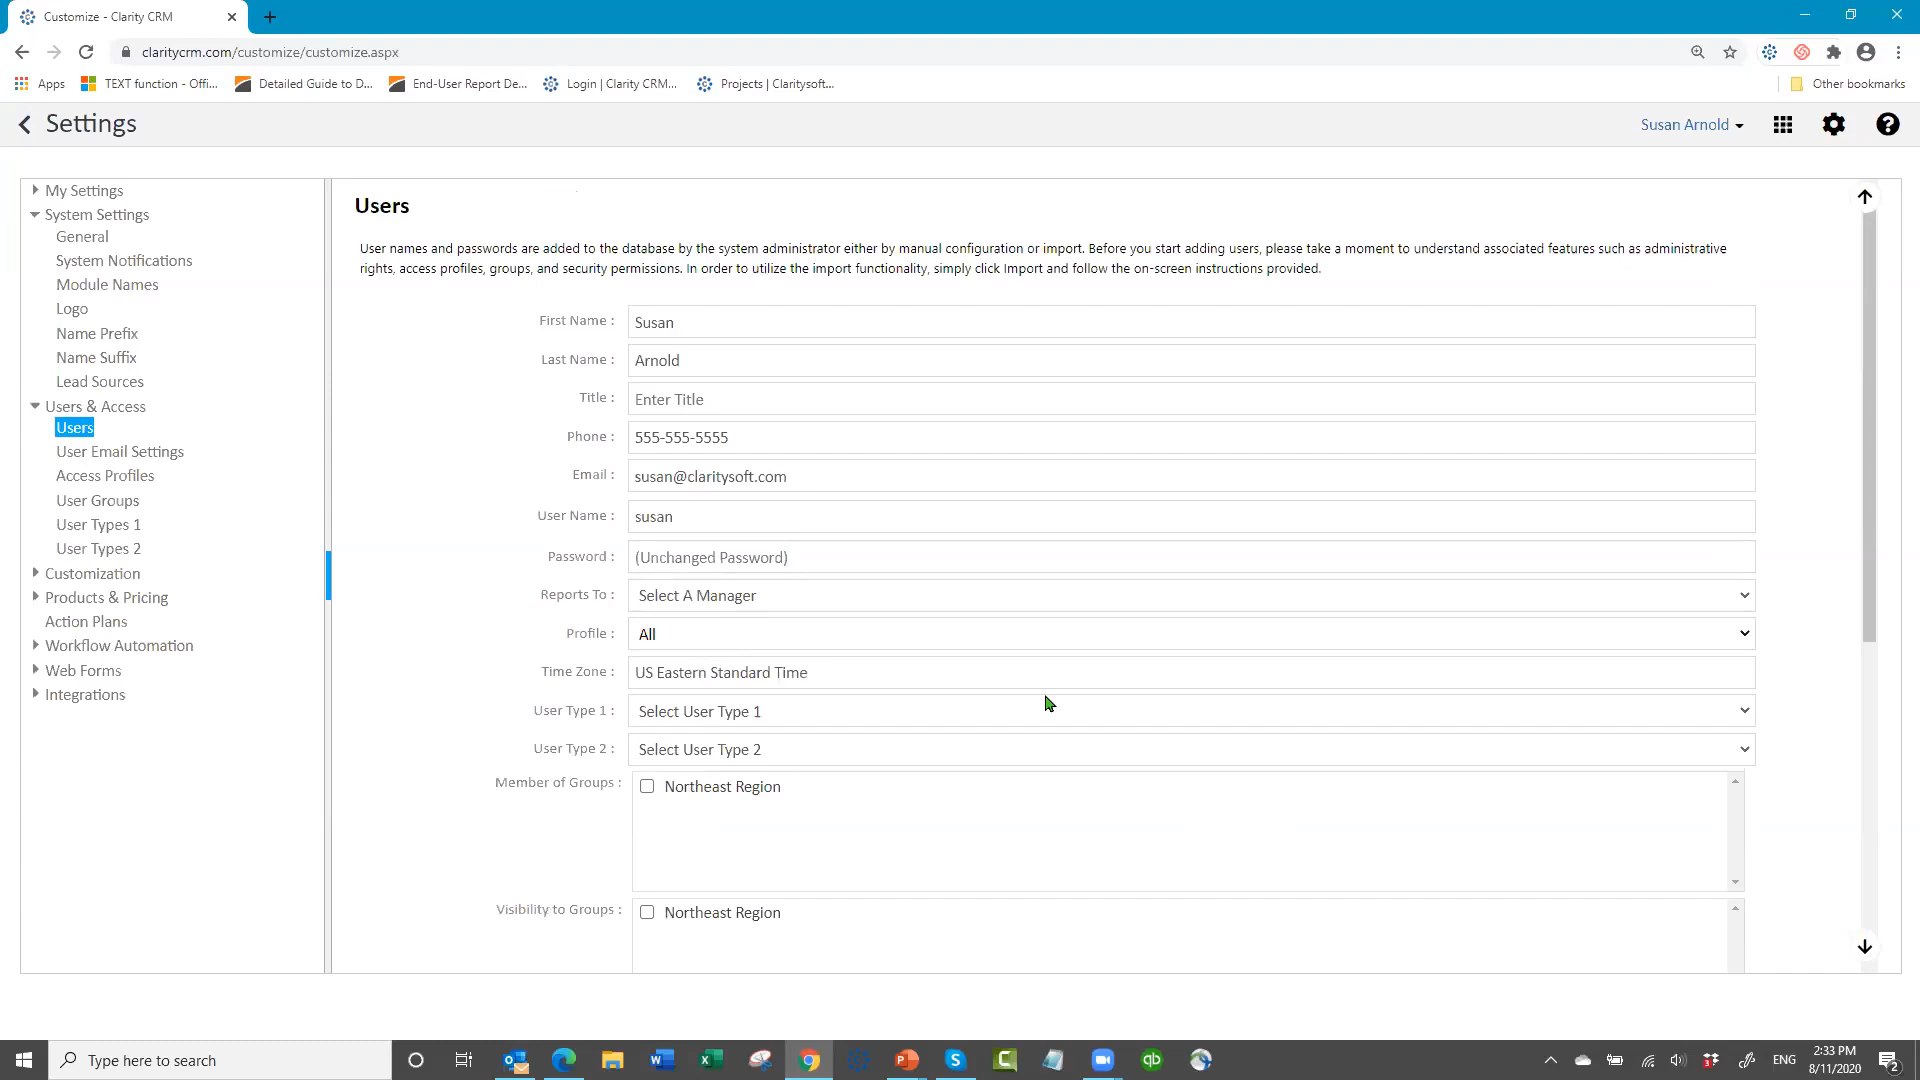 Customize - Clarity CRM
claritycrm.com/customize/customize.aspx
Apps
TEXT function - Offi...
Detailed Guide to D...
End-User Report De...
Login | Clarity CRM...
Projects | Claritysoft...
Other bookmarks
Settings
Susan Arnold
My Settings
System Settings
General
System Notifications
Module Names
Logo
Name Prefix
Name Suffix
Lead Sources
Users & Access
Users
User Email Settings
Access Profiles
User Groups
User Types 1
User Types 2
Customization
Products & Pricing
Action Plans
Workflow Automation
Web Forms
Integrations
Users
User names and passwords are added to the database by the system administrator either by manual configuration or import. Before you start adding users, please take a moment to understand associated features such as administrative
rights, access profiles, groups, and security permissions. In order to utilize the import functionality, simply click Import and follow the on-screen instructions provided.
First Name : Susan
Last Name : Arnold
Title : Enter Title
Phone : 555-555-5555
Email : susan@claritysoft.com
User Name : susan
Password : (Unchanged Password)
Reports To : Select A Manager
Profile : All
Time Zone : US Eastern Standard Time
User Type 1 : Select User Type 1
User Type 2 : Select User Type 2
Member of Groups : Northeast Region
Visibility to Groups : Northeast Region
Type here to search
ENG
2:33 PM
8/11/2020
2